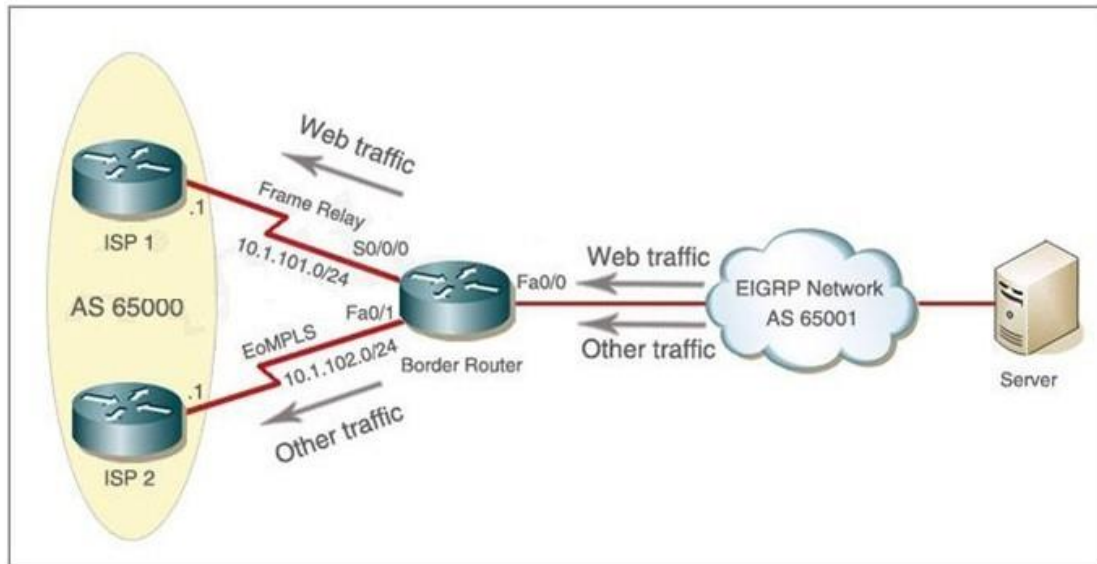 Web traffic
Frame Relay
.1
ISP 1
10.1.101.0/24
S0/0/0
AS 65000
Fa0/1
EoMPLS
10.1.102.0/24
Border Router
Fa0/0
Web traffic
Other traffic
EIGRP Network
AS 65001
Server
.1
Other traffic
ISP 2